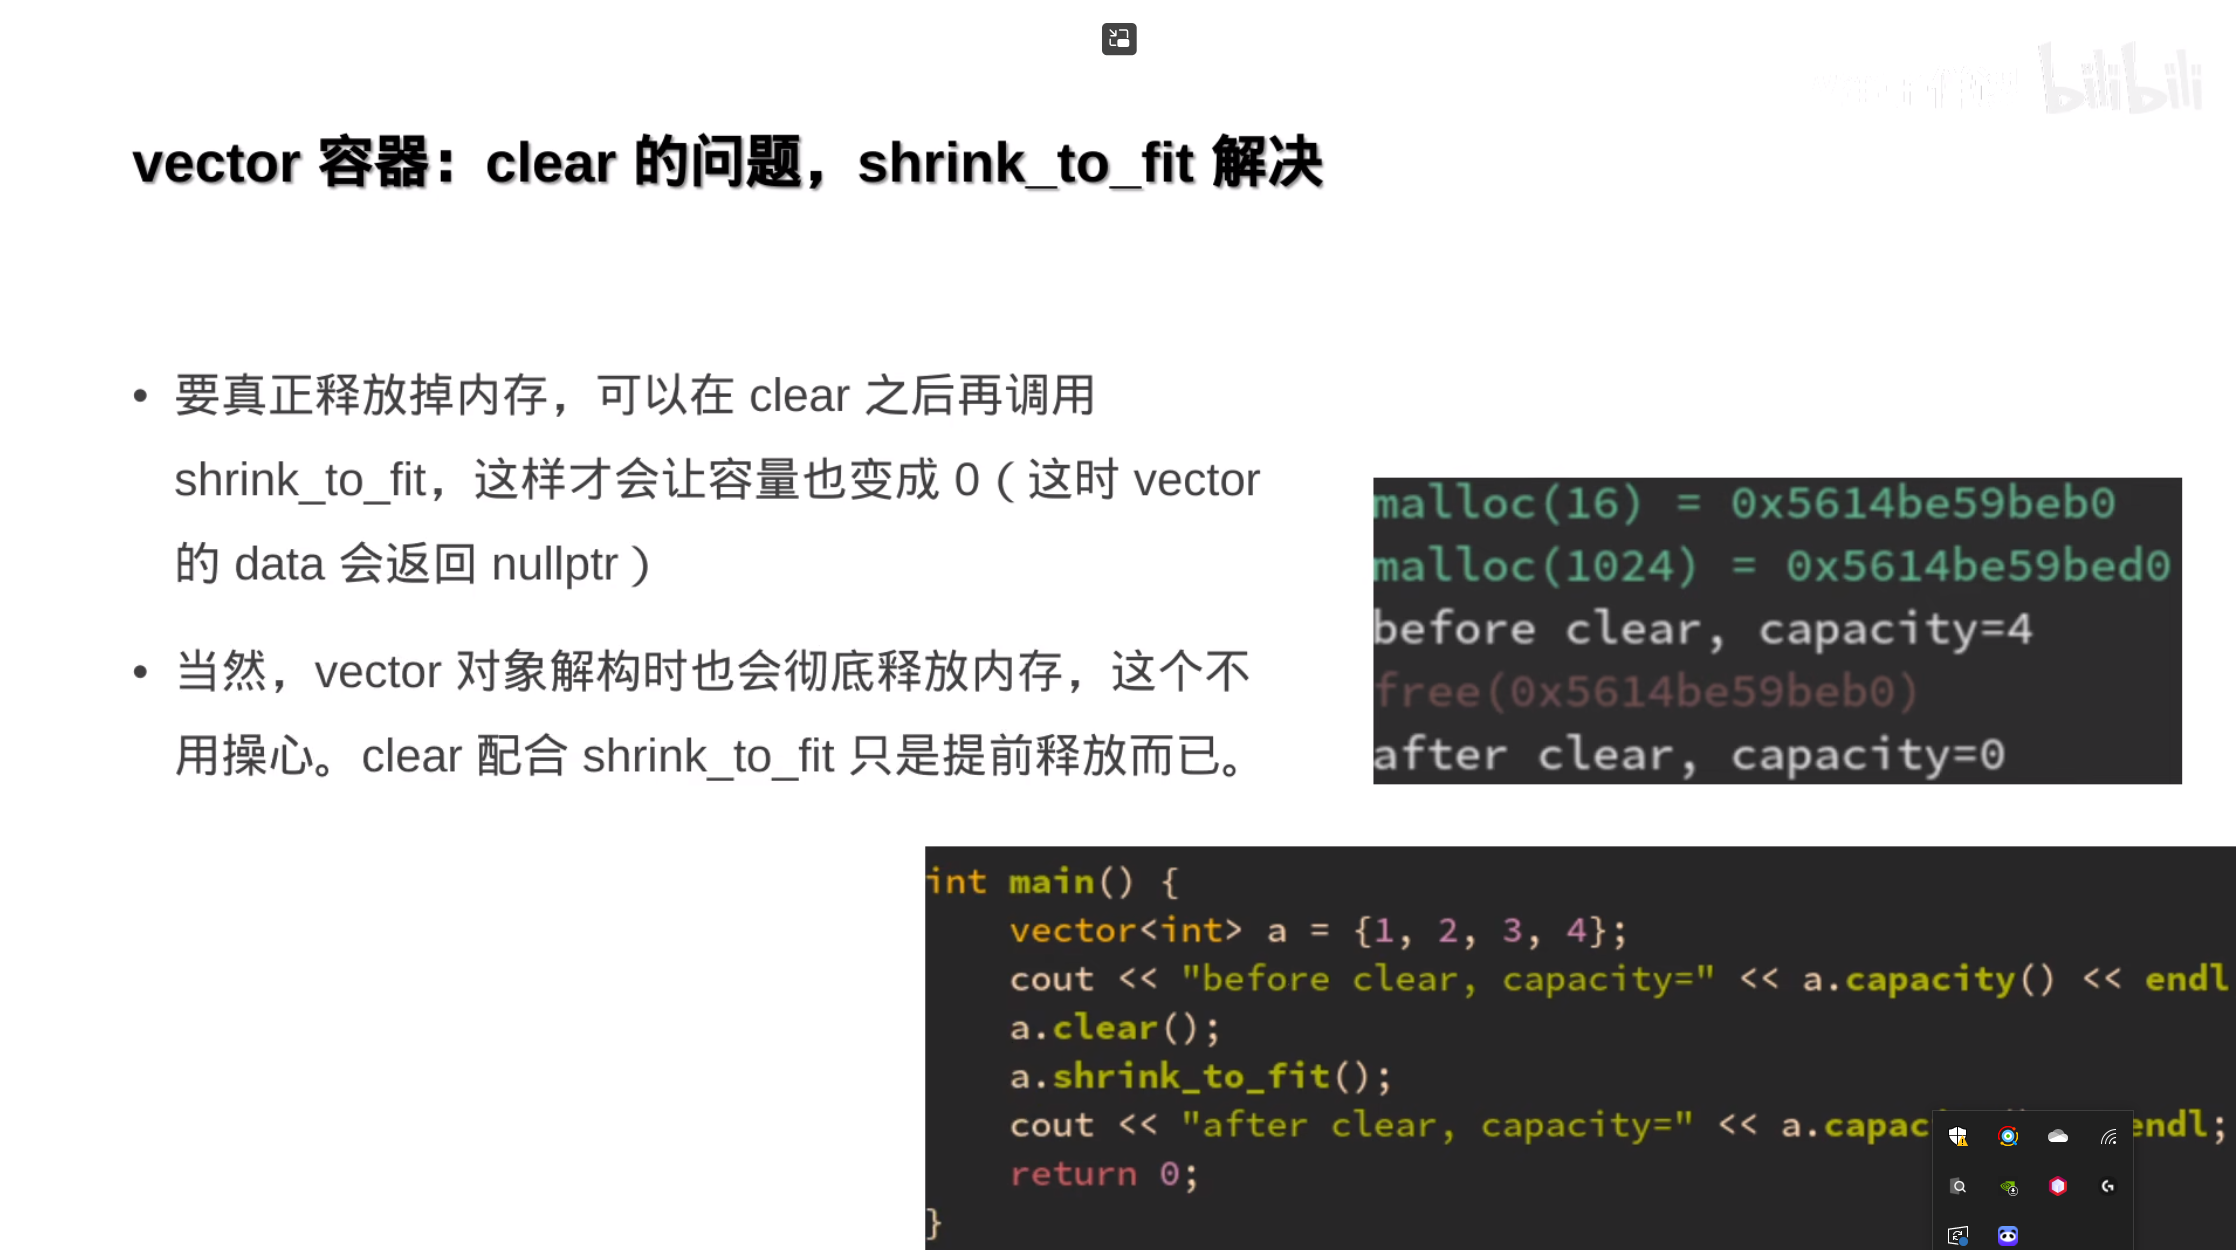 bilibili
vector 容器：clear 的问题，shrink_to_fit 解决
• 要真正释放掉内存，可以在 clear 之后再调用
shrink_to_fit，这样才会让容量也变成 0（这时 vector
的 data 会返回 nullptr）
• 当然，vector 对象解构时也会彻底释放内存，这个不
用操心。clear 配合 shrink_to_fit 只是提前释放而已。
malloc(16) = 0x5614be59beb0
malloc(1024) = 0x5614be59bed0
before clear, capacity=4
free(0x5614be59beb0)
after clear, capacity=0
int main() {
vector<int> a = {1, 2, 3, 4};
cout << "before clear, capacity=" << a.capacity() << endl
a.clear();
a.shrink_to_fit();
cout << "after clear, capacity=" << a.capac endl;
return 0;
}